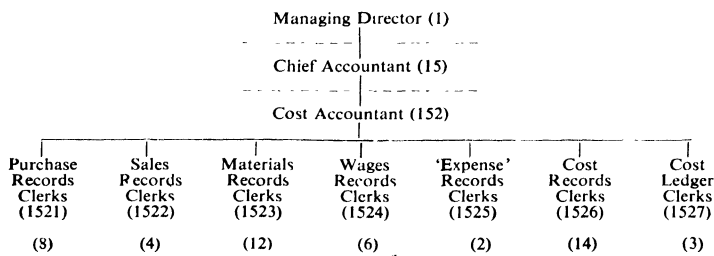 Managing Director (1)
Chief Accountant (15)
Cost Accountant (152)
Purchase Sales Materials Wages 'Expense' Cost Cost
Records Records Records Records Records Records Ledger
Clerks Clerks Clerks Clerks Clerks Clerks Clerks
(1521) (1522) (1523) (1524) (1525) (1526) (1527)
(8) (4) (12) (6) (2) (14) (3)